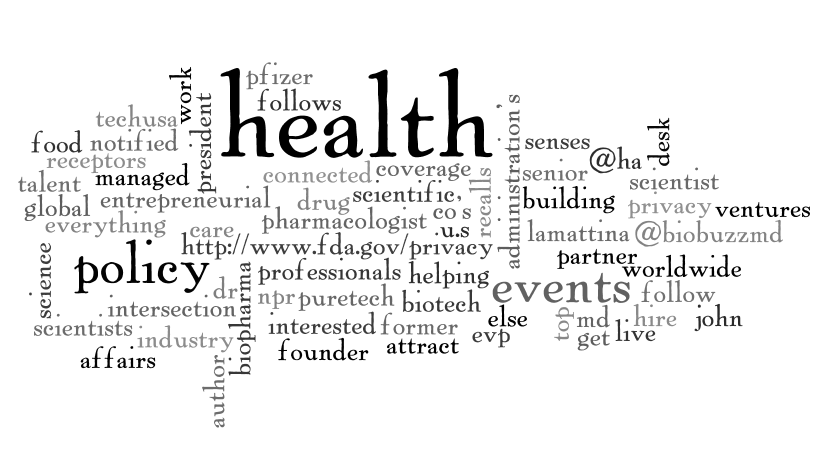 work
pfizer
follows
health
techusa
president
food
notified
receptors
talent
managed
global
entrepreneurial
everything
care
connected
coverage
drug
scientific,
pharmacologist
co s
.u.s
recalls
administration's
senses
@ha
desk
senior
scientist
building
privacy
ventures
lamattina
@biobuzzmd
http://www.fda.gov/privacy
science
policy
partner
worldwide
professionals
helping
events
follow
dr
npr
puretech
biotech
biopharma
intersection
scientists
industry
interested
former
else
evp
top
md
hire
john
get
live
affairs
founder
attract
author